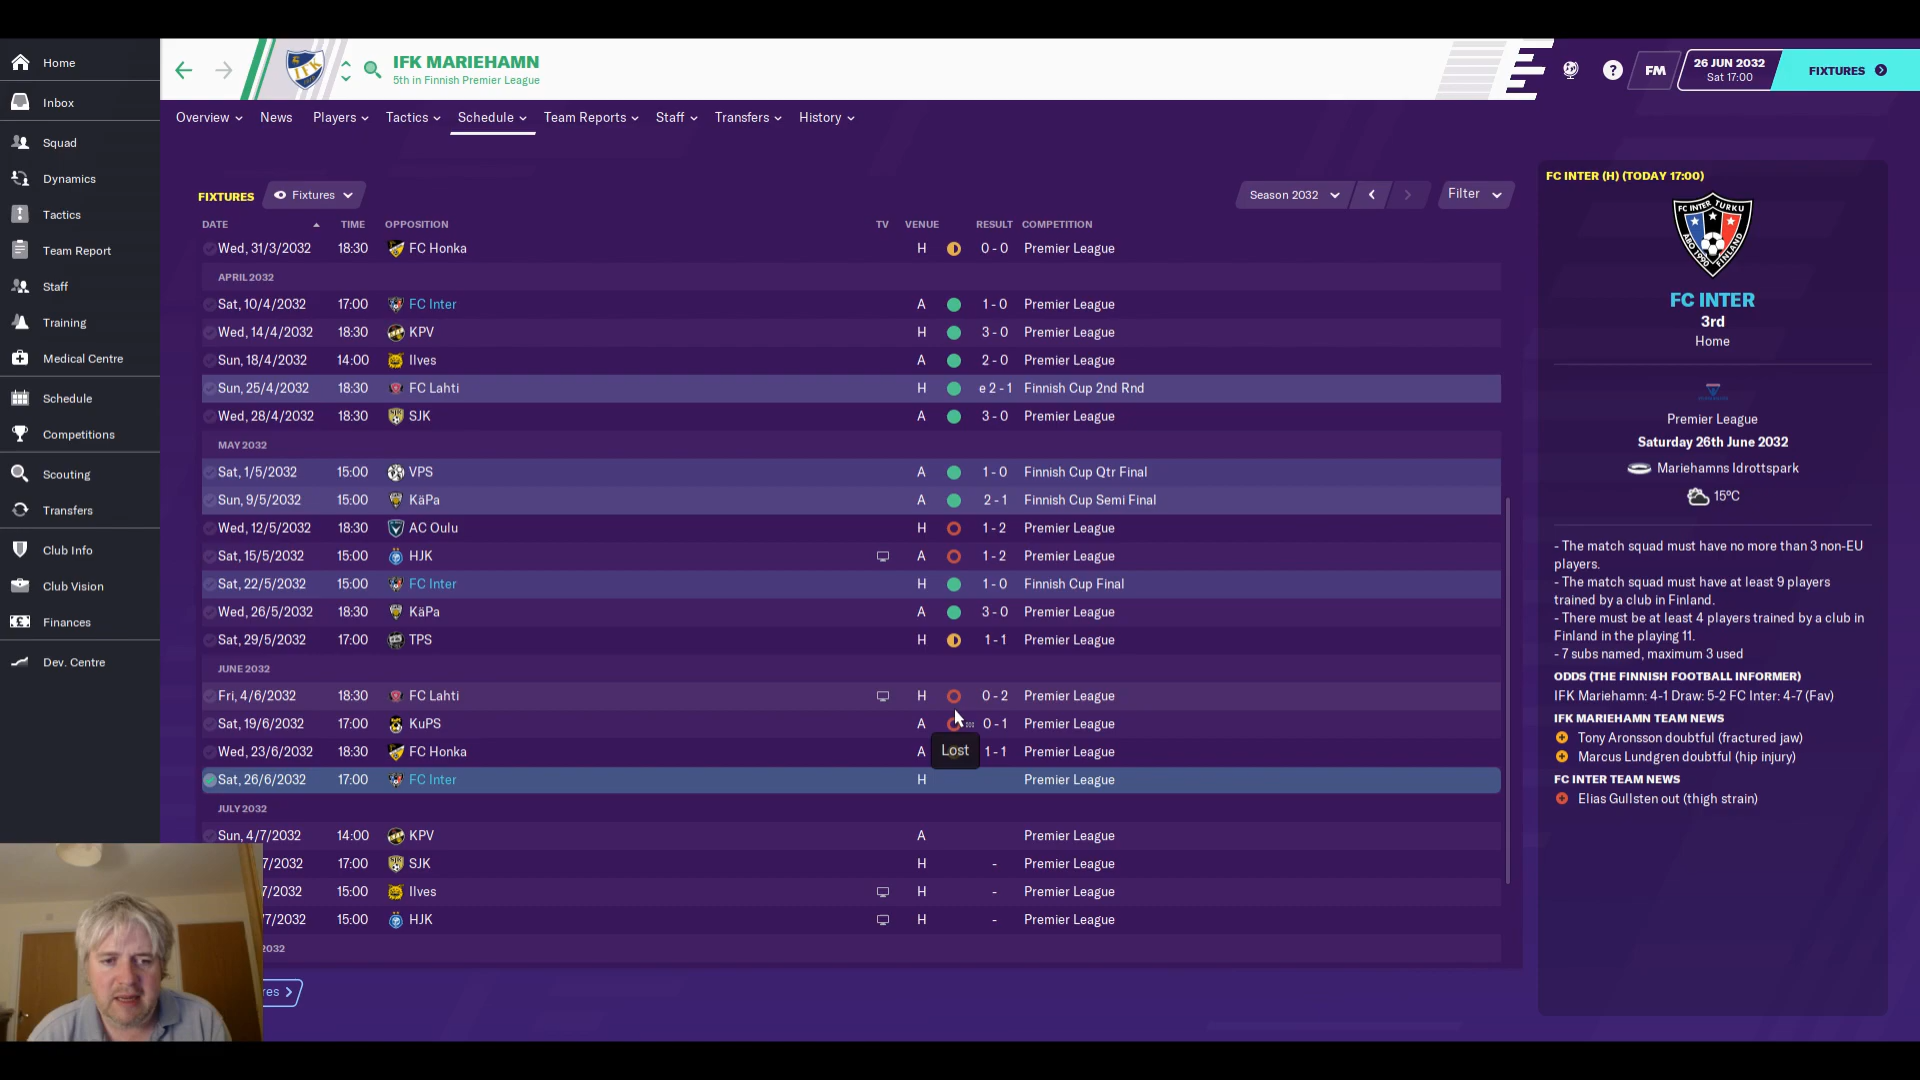 Home
Inbox
Squad
Dynamics
Tactics
Team Report
Staff
Training
Medical Centre
Schedule
Competitions
Scouting
Transfers
Club Info
Club Vision
Finances
Dev. Centre
IFK MARIEHAMN
5th in Finnish Premier League
FM
26 JUN 2032
Sat 17:00
FIXTURES
Overview News Players Tactics Schedule Team Reports Staff Transfers History
FIXTURES Fixtures Season 2032 Filter
DATE TIME OPPOSITION TV VENUE RESULT COMPETITION
Wed, 31/3/2032 18:30 FC Honka H 0 - 0 Premier League
APRIL 2032
Sat, 10/4/2032 17:00 FC Inter A 1 - 0 Premier League
Wed, 14/4/2032 18:30 KPV H 3 - 0 Premier League
Sun, 18/4/2032 14:00 Ilves A 2 - 0 Premier League
Sun, 25/4/2032 18:30 FC Lahti H e 2 - 1 Finnish Cup 2nd Rnd
Wed, 28/4/2032 18:30 SJK A 3 - 0 Premier League
MAY 2032
Sat, 1/5/2032 15:00 VPS A 1 - 0 Finnish Cup Qtr Final
Sun, 9/5/2032 15:00 KäPa A 2 - 1 Finnish Cup Semi Final
Wed, 12/5/2032 18:30 AC Oulu H 1 - 2 Premier League
Sat, 15/5/2032 15:00 HJK A 1 - 2 Premier League
Sat, 22/5/2032 15:00 FC Inter H 1 - 0 Finnish Cup Final
Wed, 26/5/2032 18:30 KäPa A 3 - 0 Premier League
Sat, 29/5/2032 17:00 TPS H 1 - 1 Premier League
JUNE 2032
Fri, 4/6/2032 18:30 FC Lahti H 0 - 2 Premier League
Sat, 19/6/2032 17:00 KuPS A 0 - 1 Premier League
Wed, 23/6/2032 18:30 FC Honka A Lost 1 - 1 Premier League
Sat, 26/6/2032 17:00 FC Inter H Premier League
JULY 2032
Sun, 4/7/2032 14:00 KPV A Premier League
7/2032 17:00 SJK H - Premier League
7/2032 15:00 Ilves H - Premier League
7/2032 15:00 HJK H - Premier League
2032
res
FC INTER (H) (TODAY 17:00)
FC INTER TURKU
ÅBO 1990 FINLAND
FC INTER
3rd
Home
Premier League
Saturday 26th June 2032
Mariehamns Idrottspark
15°C
- The match squad must have no more than 3 non-EU
players.
- The match squad must have at least 9 players
trained by a club in Finland.
- There must be at least 4 players trained by a club in
Finland in the playing 11.
- 7 subs named, maximum 3 used
ODDS (THE FINNISH FOOTBALL INFORMER)
IFK Mariehamn: 4-1 Draw: 5-2 FC Inter: 4-7 (Fav)
IFK MARIEHAMN TEAM NEWS
Tony Aronsson doubtful (fractured jaw)
Marcus Lundgren doubtful (hip injury)
FC INTER TEAM NEWS
Elias Gullsten out (thigh strain)